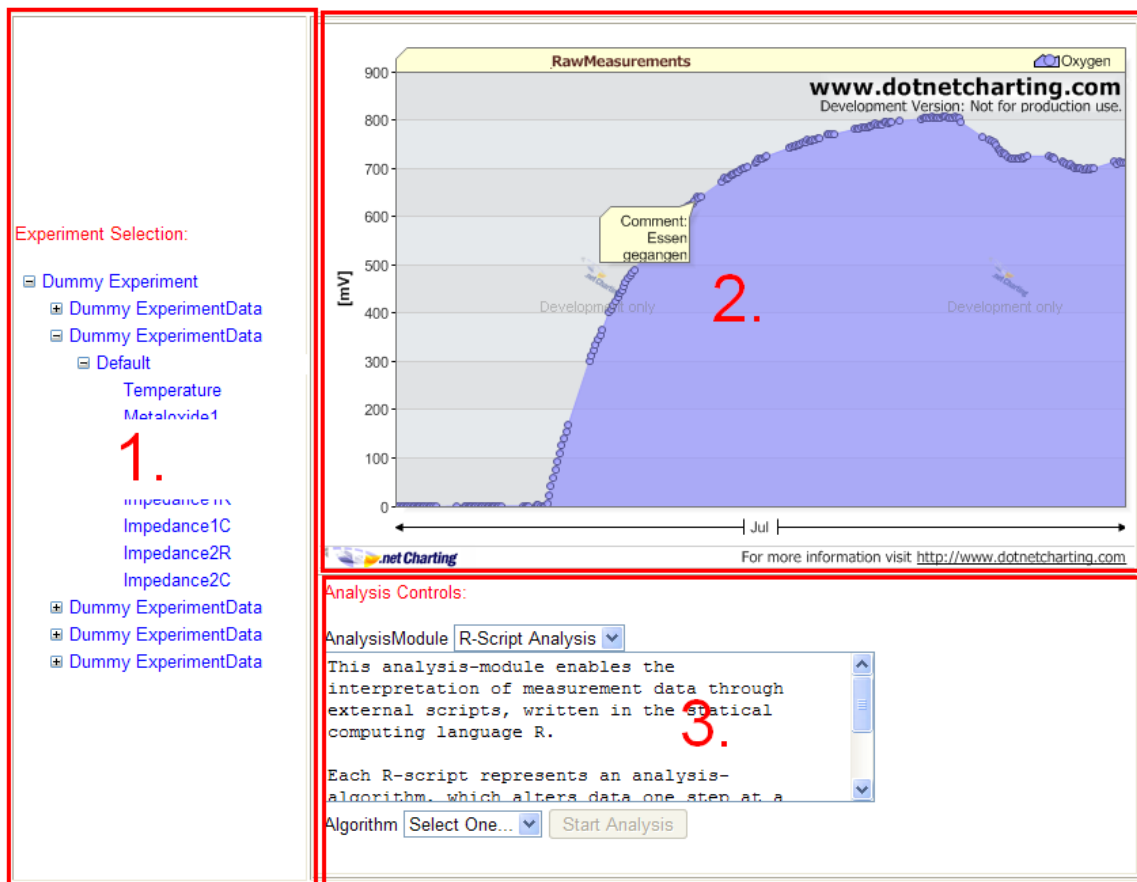 Experiment Selection:
Dummy Experiment
Dummy ExperimentData
Dummy ExperimentData
Default
Temperature
Metaloxide1
1.
Impedance1R
Impedance1C
Impedance2R
Impedance2C
Dummy ExperimentData
Dummy ExperimentData
Dummy ExperimentData
RawMeasurements
Oxygen
www.dotnetcharting.com
Development Version: Not for production use.
900
800
700
600
500
400
300
200
100
0
[mV]
Comment:
Essen
gegangen
.net Charting
Development only
.net Charting
Development only
2.
Jul
.net Charting
For more information visit http://www.dotnetcharting.com
Analysis Controls:
AnalysisModule R-Script Analysis
This analysis-module enables the
interpretation of measurement data through
external scripts, written in the statical
computing language R.
3.
Each R-script represents an analysis-
algorithm, which alters data one step at a
Algorithm Select One... Start Analysis